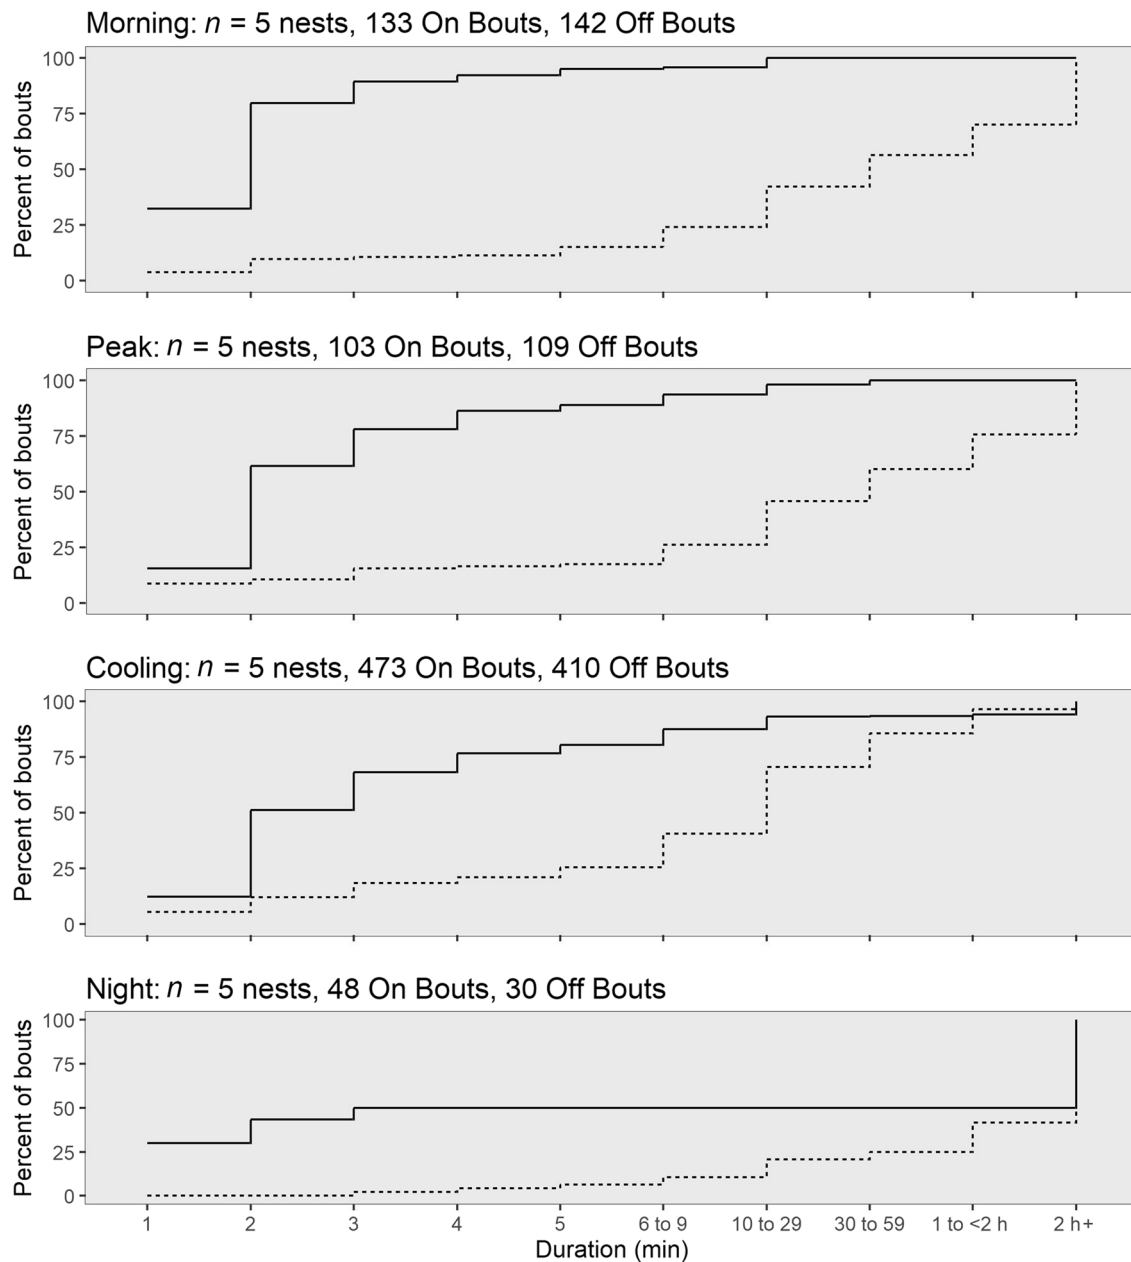 Morning: n = 5 nests, 133 On Bouts, 142 Off Bouts
Percent of bouts
100
75
50
25
0
Peak: n = 5 nests, 103 On Bouts, 109 Off Bouts
Percent of bouts
100
75
50
25
0
Cooling: n = 5 nests, 473 On Bouts, 410 Off Bouts
Percent of bouts
100
75
50
25
0
Night: n = 5 nests, 48 On Bouts, 30 Off Bouts
Percent of bouts
100
75
50
25
0
1 2 3 4 5 6 to 9 10 to 29 30 to 59 1 to <2 h 2 h+
Duration (min)